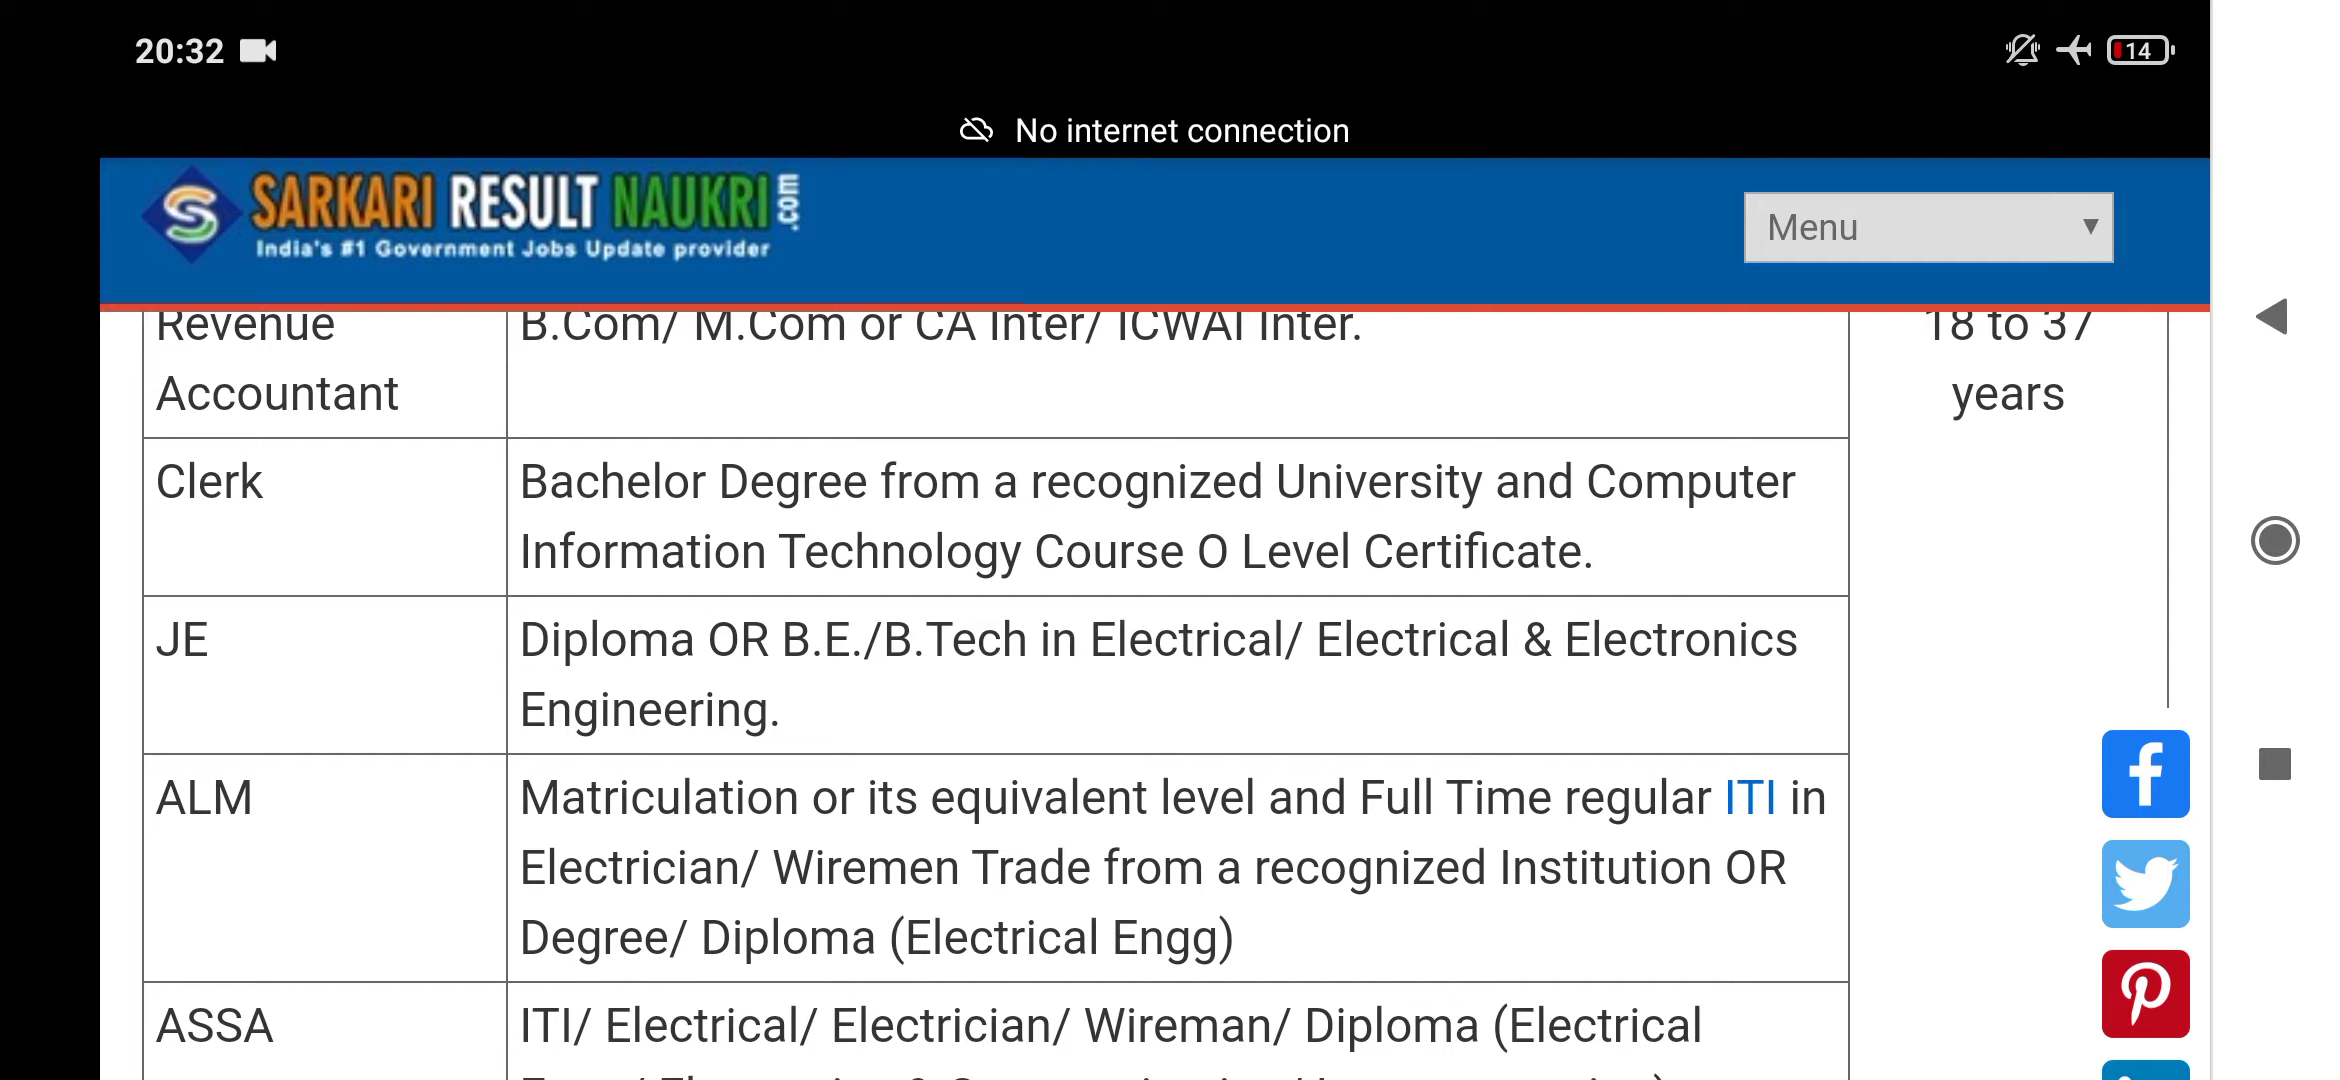 20:32
14
No internet connection
SARKARI RESULT NAUKRI .com
India's #1 Government Jobs Update provider
Menu
Revenue Accountant
B.Com/ M.Com or CA Inter/ ICWAI Inter.
18 to 37
years
Clerk
Bachelor Degree from a recognized University and Computer
Information Technology Course O Level Certificate.
JE
Diploma OR B.E./B.Tech in Electrical/ Electrical & Electronics
Engineering.
ALM
Matriculation or its equivalent level and Full Time regular ITI in
Electrician/ Wiremen Trade from a recognized Institution OR
Degree/ Diploma (Electrical Engg)
ASSA
ITI/ Electrical/ Electrician/ Wireman/ Diploma (Electrical